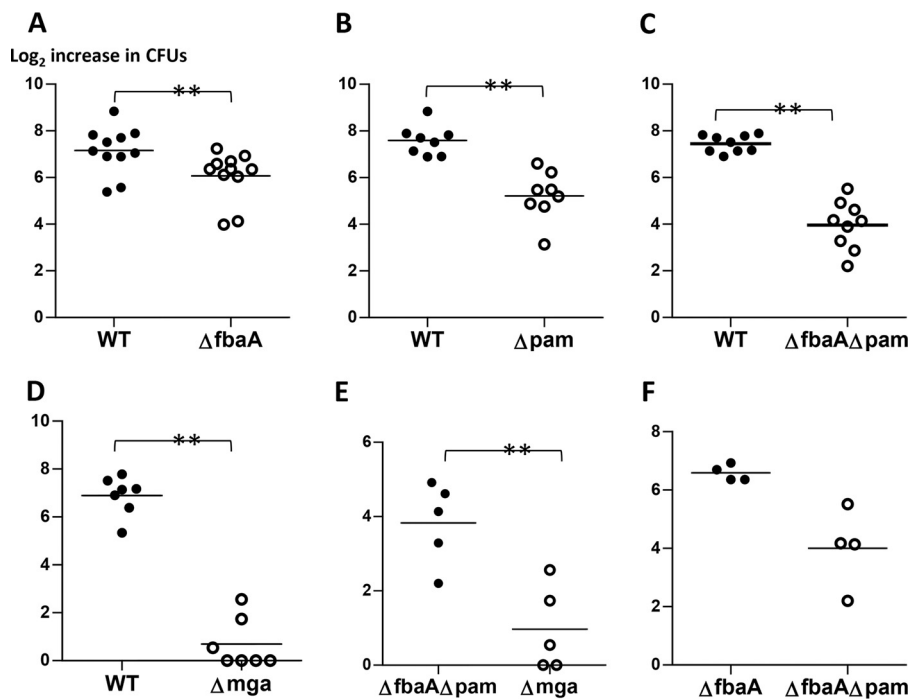 A
B
C
Log₂ increase in CFUs
** ** **
10 10 10
8 8 8
6 6 6
4 4 4
2 2 2
0 0 0
WT ΔfbaA WT Δpam WT ΔfbaAΔpam
D
E
F
** **
10 6 8
8
6 4 6
4 2 4
2 2
0 0 0
WT Δmga ΔfbaAΔpam Δmga ΔfbaA ΔfbaAΔpam